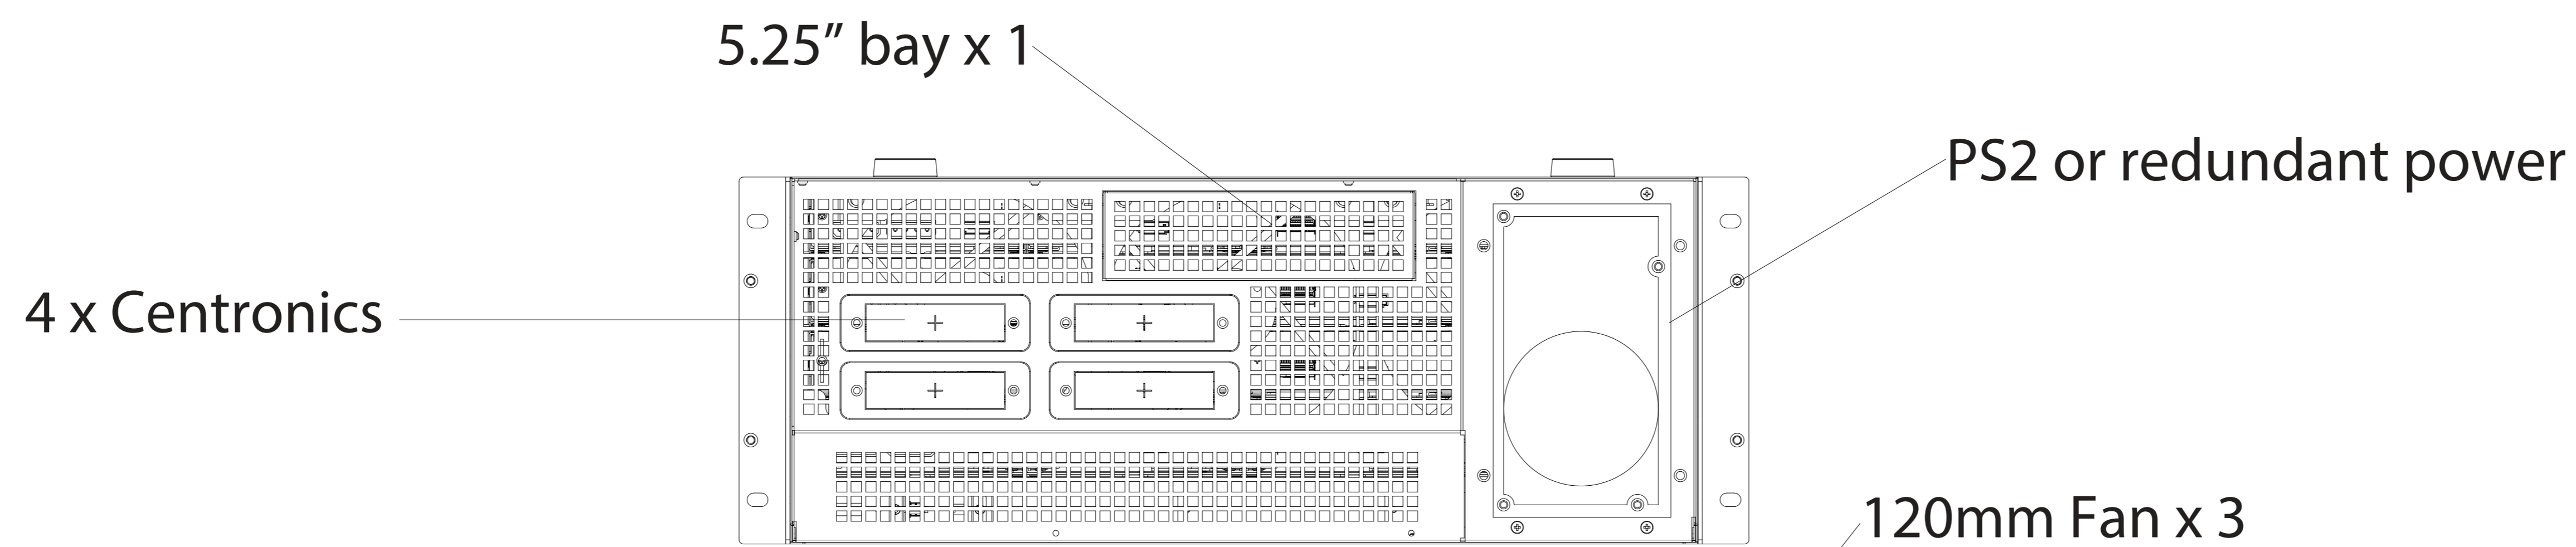 5.25” bay x 1
PS2 or redundant power
4 x Centronics
120mm Fan x 3